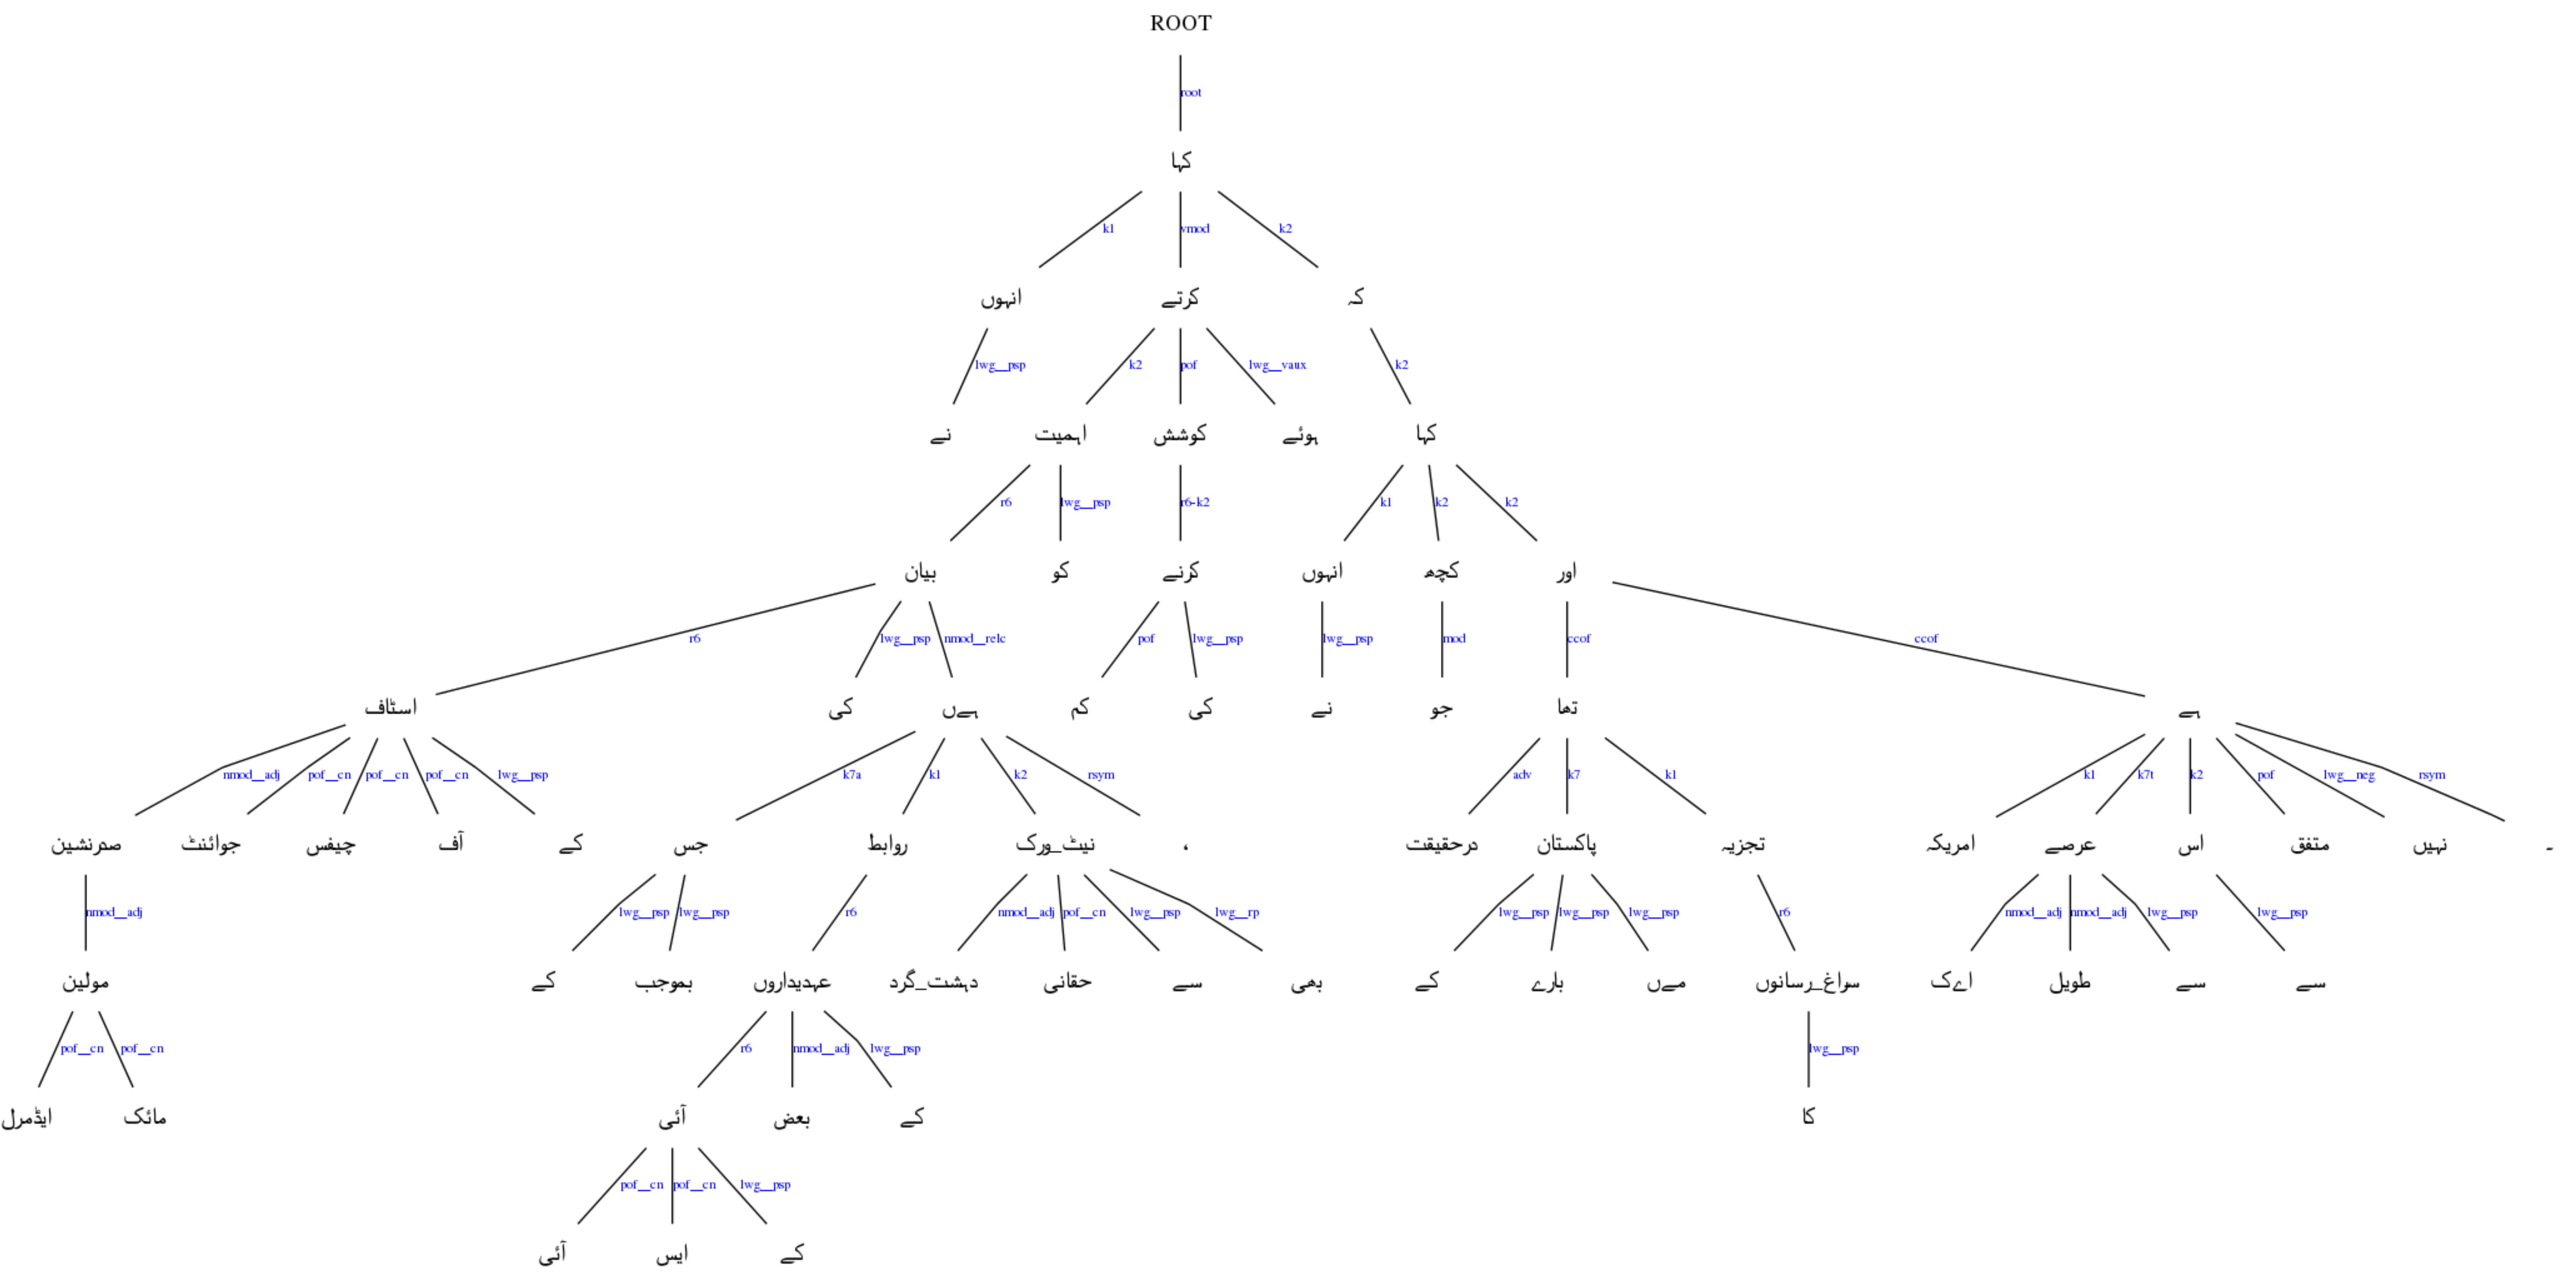 ROOT
root
کہا
k1 vmod k2
انہوں کرتے کہ
lwg__psp k2 pof lwg__vaux k2
نے اہمیت کوشش ہوئے کہا
r6 lwg__psp r6-k2 k1 k2 k2
بیان کو کرنے انہوں کچھ اور
r6 lwg__psp nmod__relc pof lwg__psp lwg__psp mod ccof ccof
اسٹاف کی ہےں کم کی نے جو تھا ہے
nmod__adj pof__cn pof__cn pof__cn lwg__psp k7a k1 k2 rsym adv k7 k1 k1 k7t k2 pof lwg__neg rsym
صدرنشین جوائنٹ چیفس آف کے جس روابط نیٹ_ورک ، درحقیقت پاکستان تجزیہ امریکہ عرصے اس متفق نہیں ۔
nmod__adj lwg__psp lwg__psp r6 nmod__adj pof__cn lwg__psp lwg__rp lwg__psp lwg__psp lwg__psp r6 nmod__adj nmod__adj lwg__psp lwg__psp
مولین کے بموجب عہدیداروں دہشت_گرد حقانی سے بھی کے بارے مےں سراغ_رسانوں اےک طویل سے سے
pof__cn pof__cn r6 nmod__adj lwg__psp lwg__psp
ایڈمرل مائک آئی بعض کے کا
pof__cn pof__cn lwg__psp
آئی ایس کے